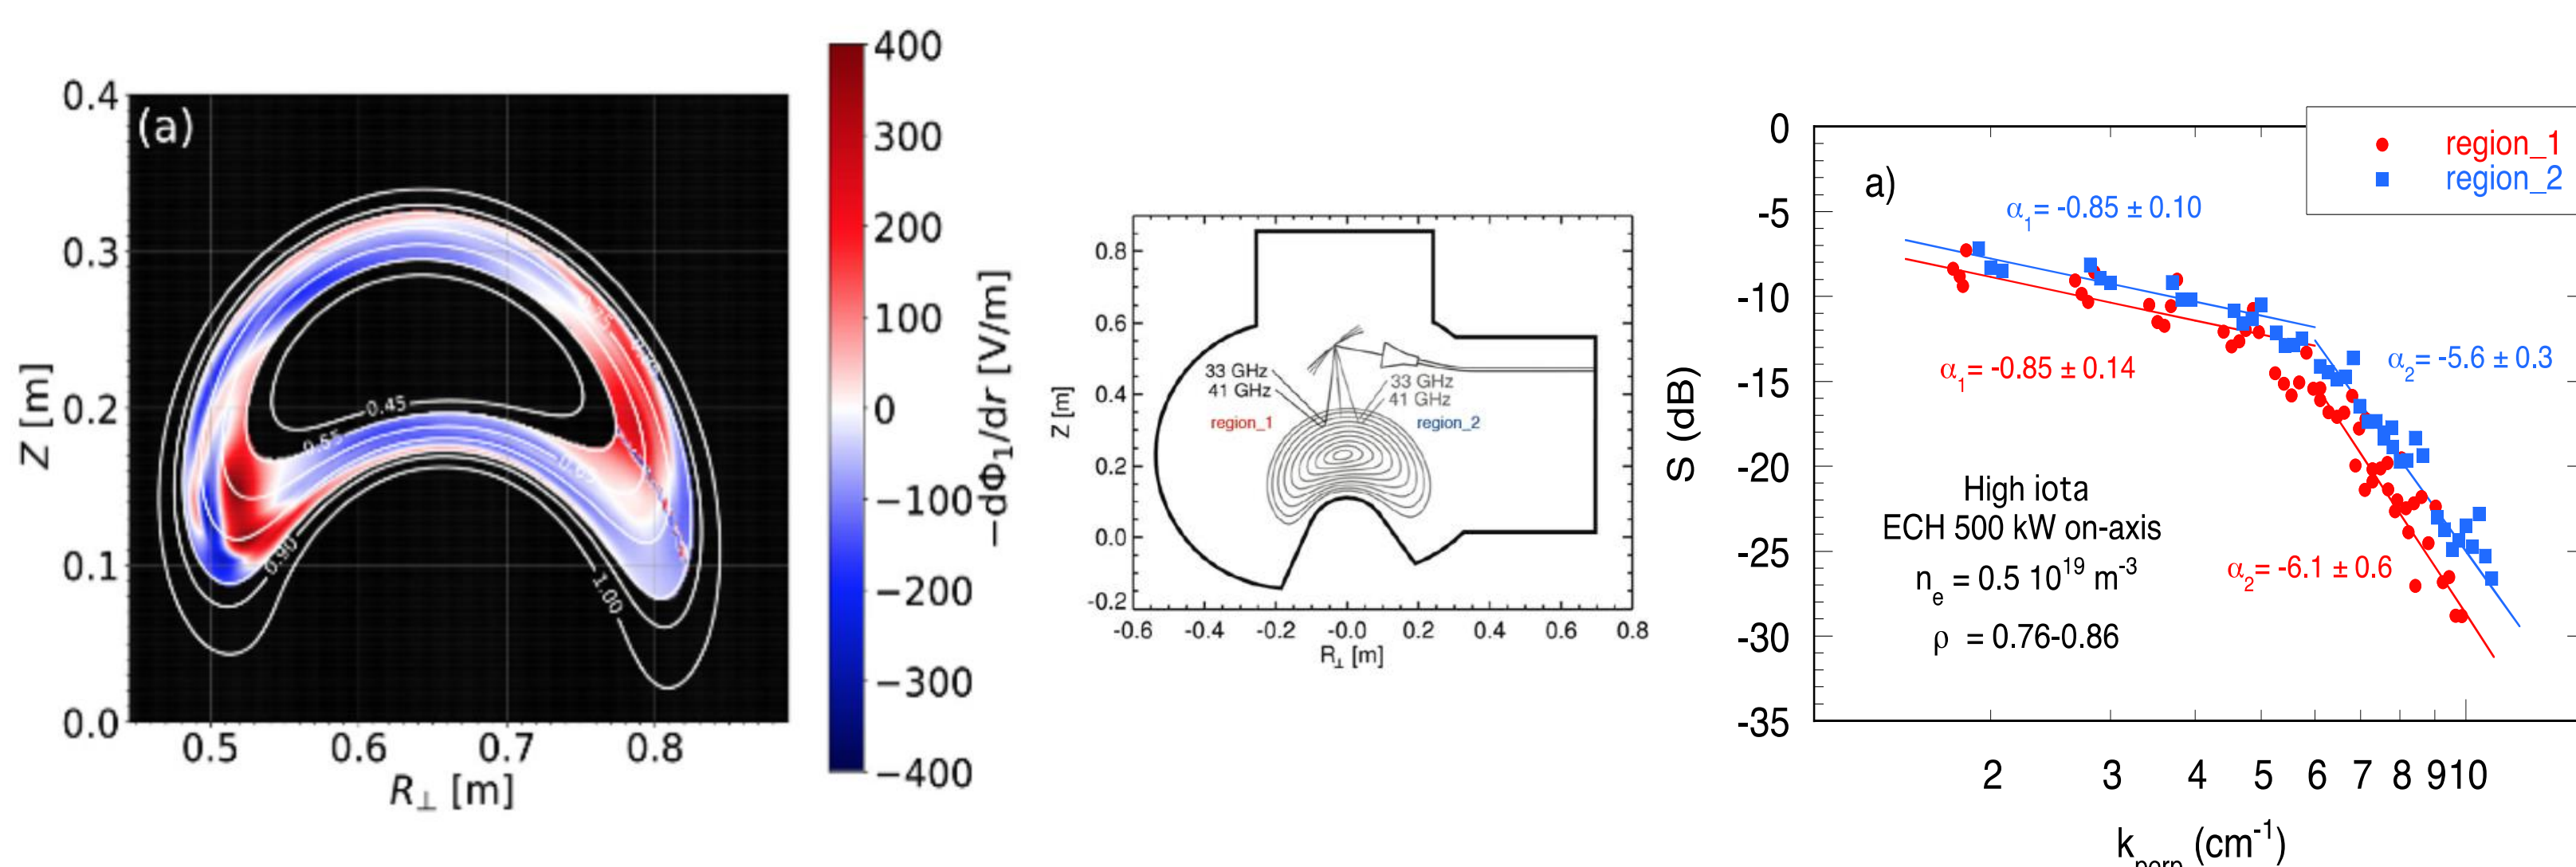 (a)
0.4
0.3
0.2
0.1
0.0
Z [m]
0.5 0.6 0.7 0.8
R⊥ [m]
0.45
0.55
0.90
1.00
400
300
200
100
0
−100
−200
−300
−400
−dΦ1/dr [V/m]
0.8
0.6
0.4
0.2
0.0
-0.2
Z [m]
33 GHz
41 GHz
33 GHz
41 GHz
region_1
region_2
-0.6 -0.4 -0.2 -0.0 0.2 0.4 0.6 0.8
R⊥ [m]
region_1
region_2
a)
0
-5
-10
-15
-20
-25
-30
-35
S (dB)
α1= -0.85 ± 0.10
α1= -0.85 ± 0.14
α2= -5.6 ± 0.3
α2= -6.1 ± 0.6
High iota
ECH 500 kW on-axis
ne = 0.5 10^19 m^-3
ρ = 0.76-0.86
2 3 4 5 6 7 8 9 10
kperp (cm^-1)